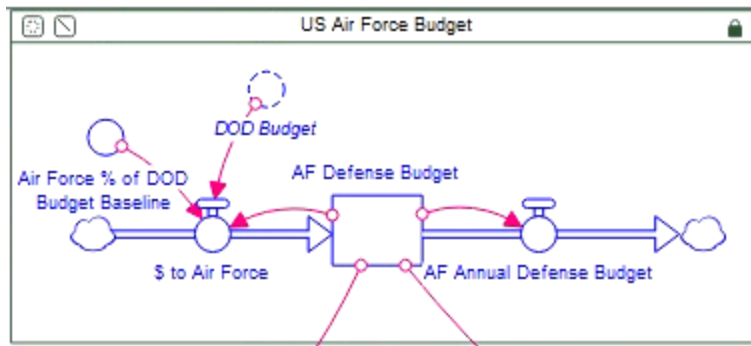 US Air Force Budget
DOD Budget
Air Force % of DOD
Budget Baseline
AF Defense Budget
$ to Air Force
AF Annual Defense Budget